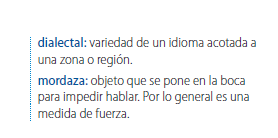 dialectal: variedad de un idioma acotada a
una zona o región.
mordaza: objeto que se pone en la boca
para impedir hablar. Por lo general es una
medida de fuerza.